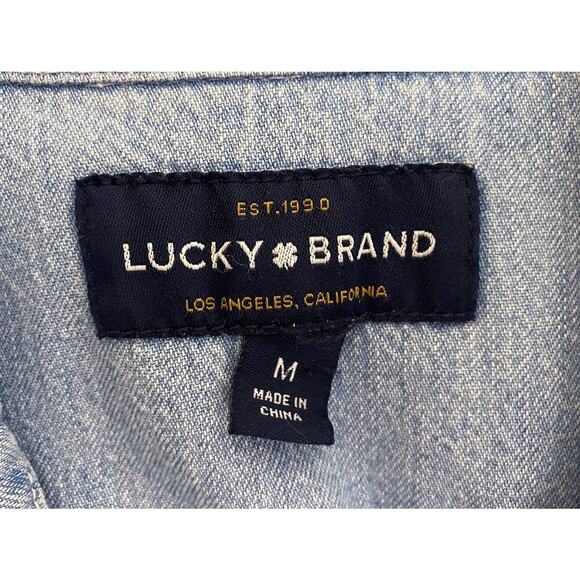 EST.1990
LUCKY BRAND
LOS ANGELES, CALIFORNIA
M
MADE IN
CHINA